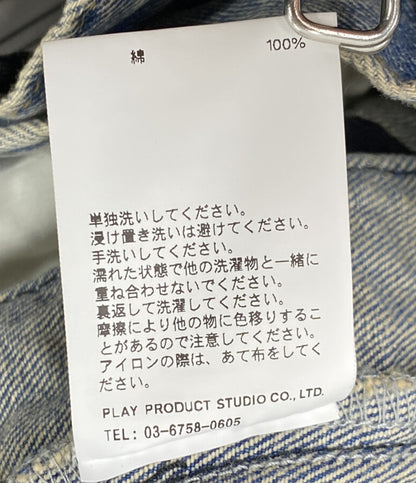 綿 100%
単独洗いしてください。
浸け置き洗いは避けてください。
手洗いしてください。
濡れた状態で他の洗濯物と一緒に
重ね合わせないでください。
裏返して洗濯してください。
摩擦により他の物に色移りするこ
とがあるので注意してください。
アイロンの際は、あて布をしてく
ださい。
PLAY PRODUCT STUDIO CO., LTD.
TEL: 03-6758-0605